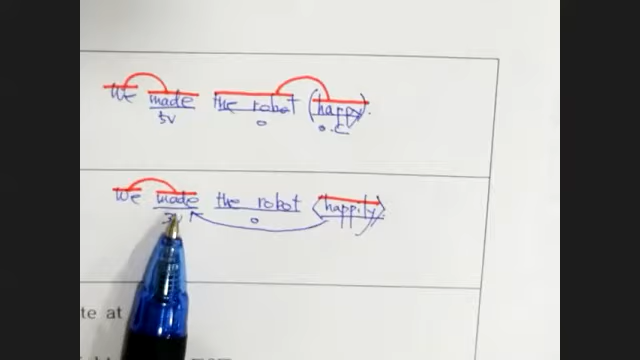 We made the robot (happy).
5V O O.C
We made the robot <happily>.
O
te at